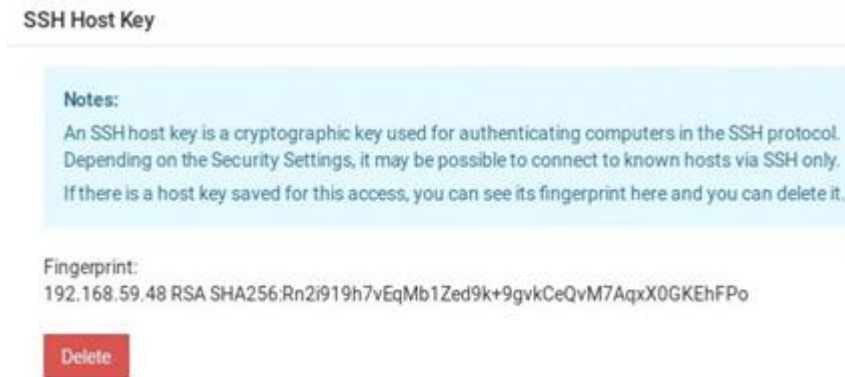 SSH Host Key
Notes:
An SSH host key is a cryptographic key used for authenticating computers in the SSH protocol.
Depending on the Security Settings, it may be possible to connect to known hosts via SSH only.
If there is a host key saved for this access, you can see its fingerprint here and you can delete it.
Fingerprint:
192.168.59.48 RSA SHA256:Rn2i919h7vEqMb1Zed9k+9gvkCeQvM7AqxX0GKEhFPo
Delete